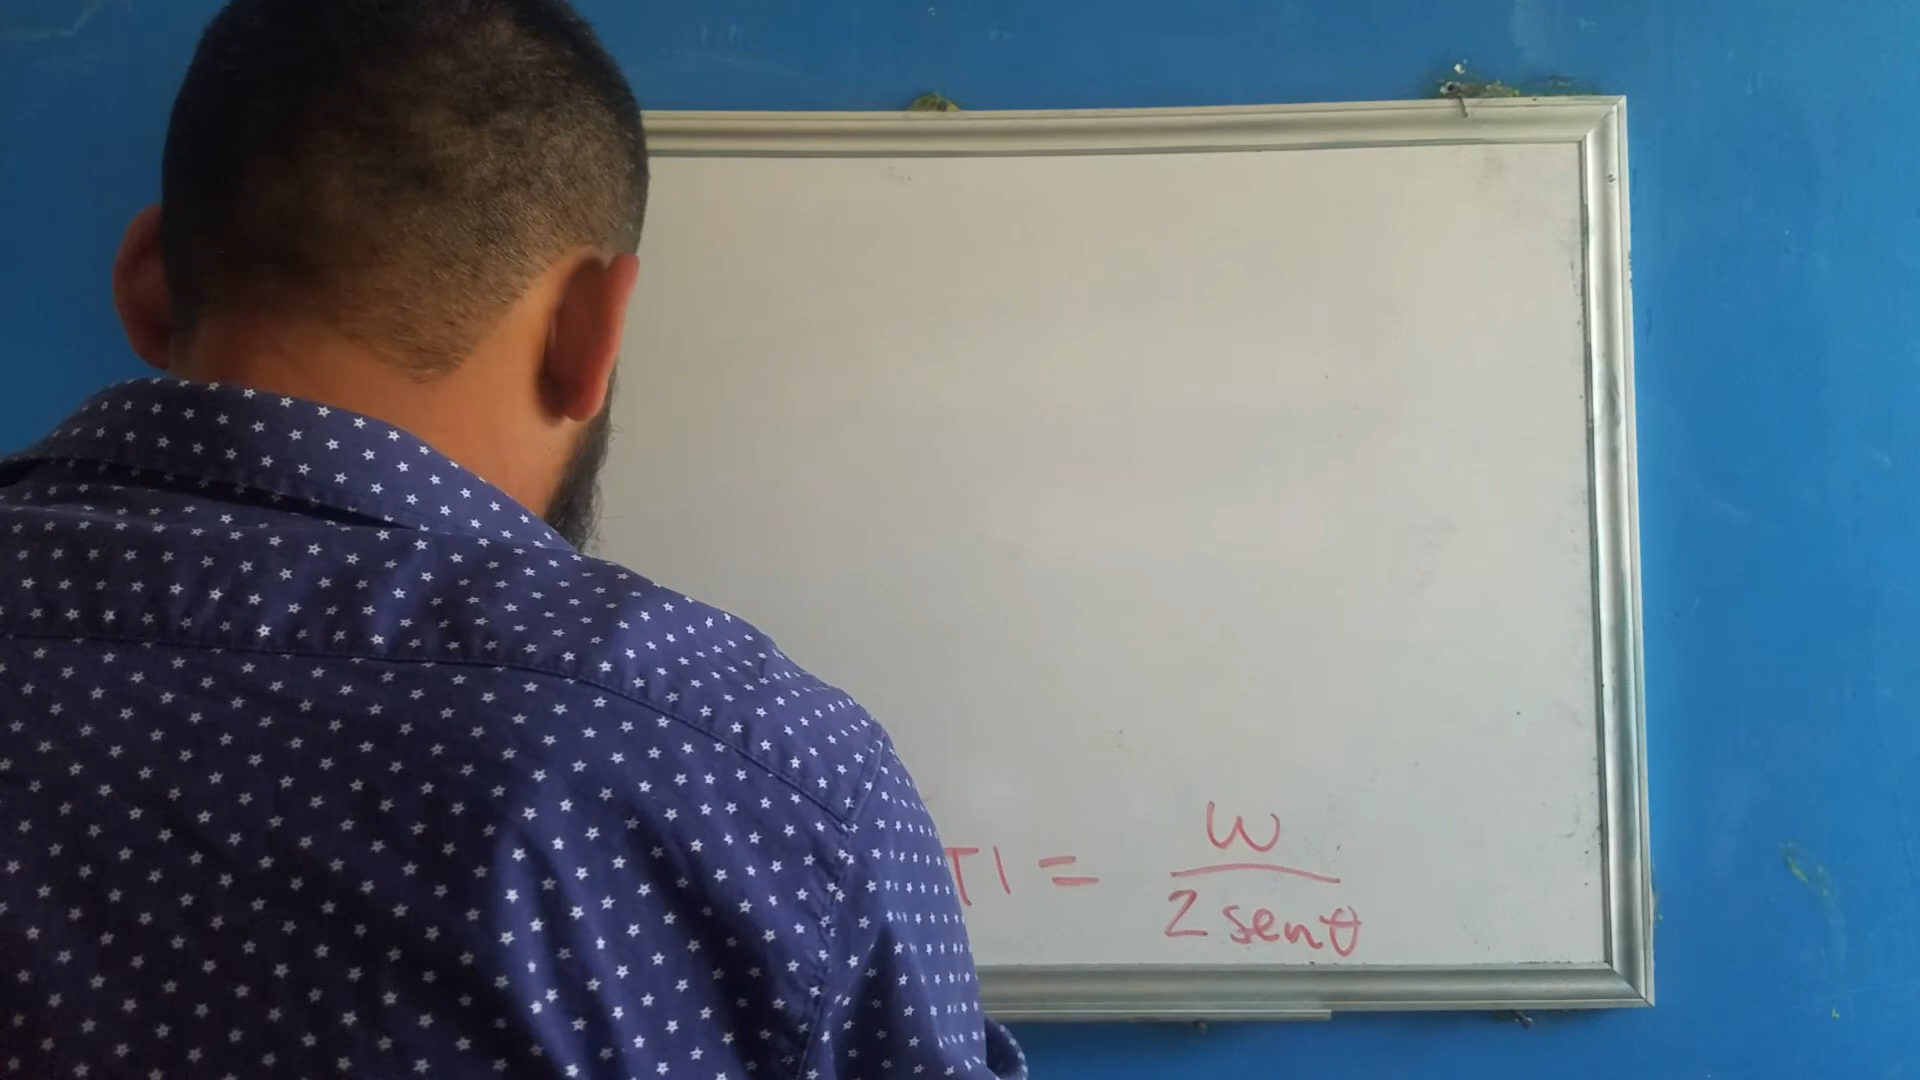 T1 = W
2 senθ